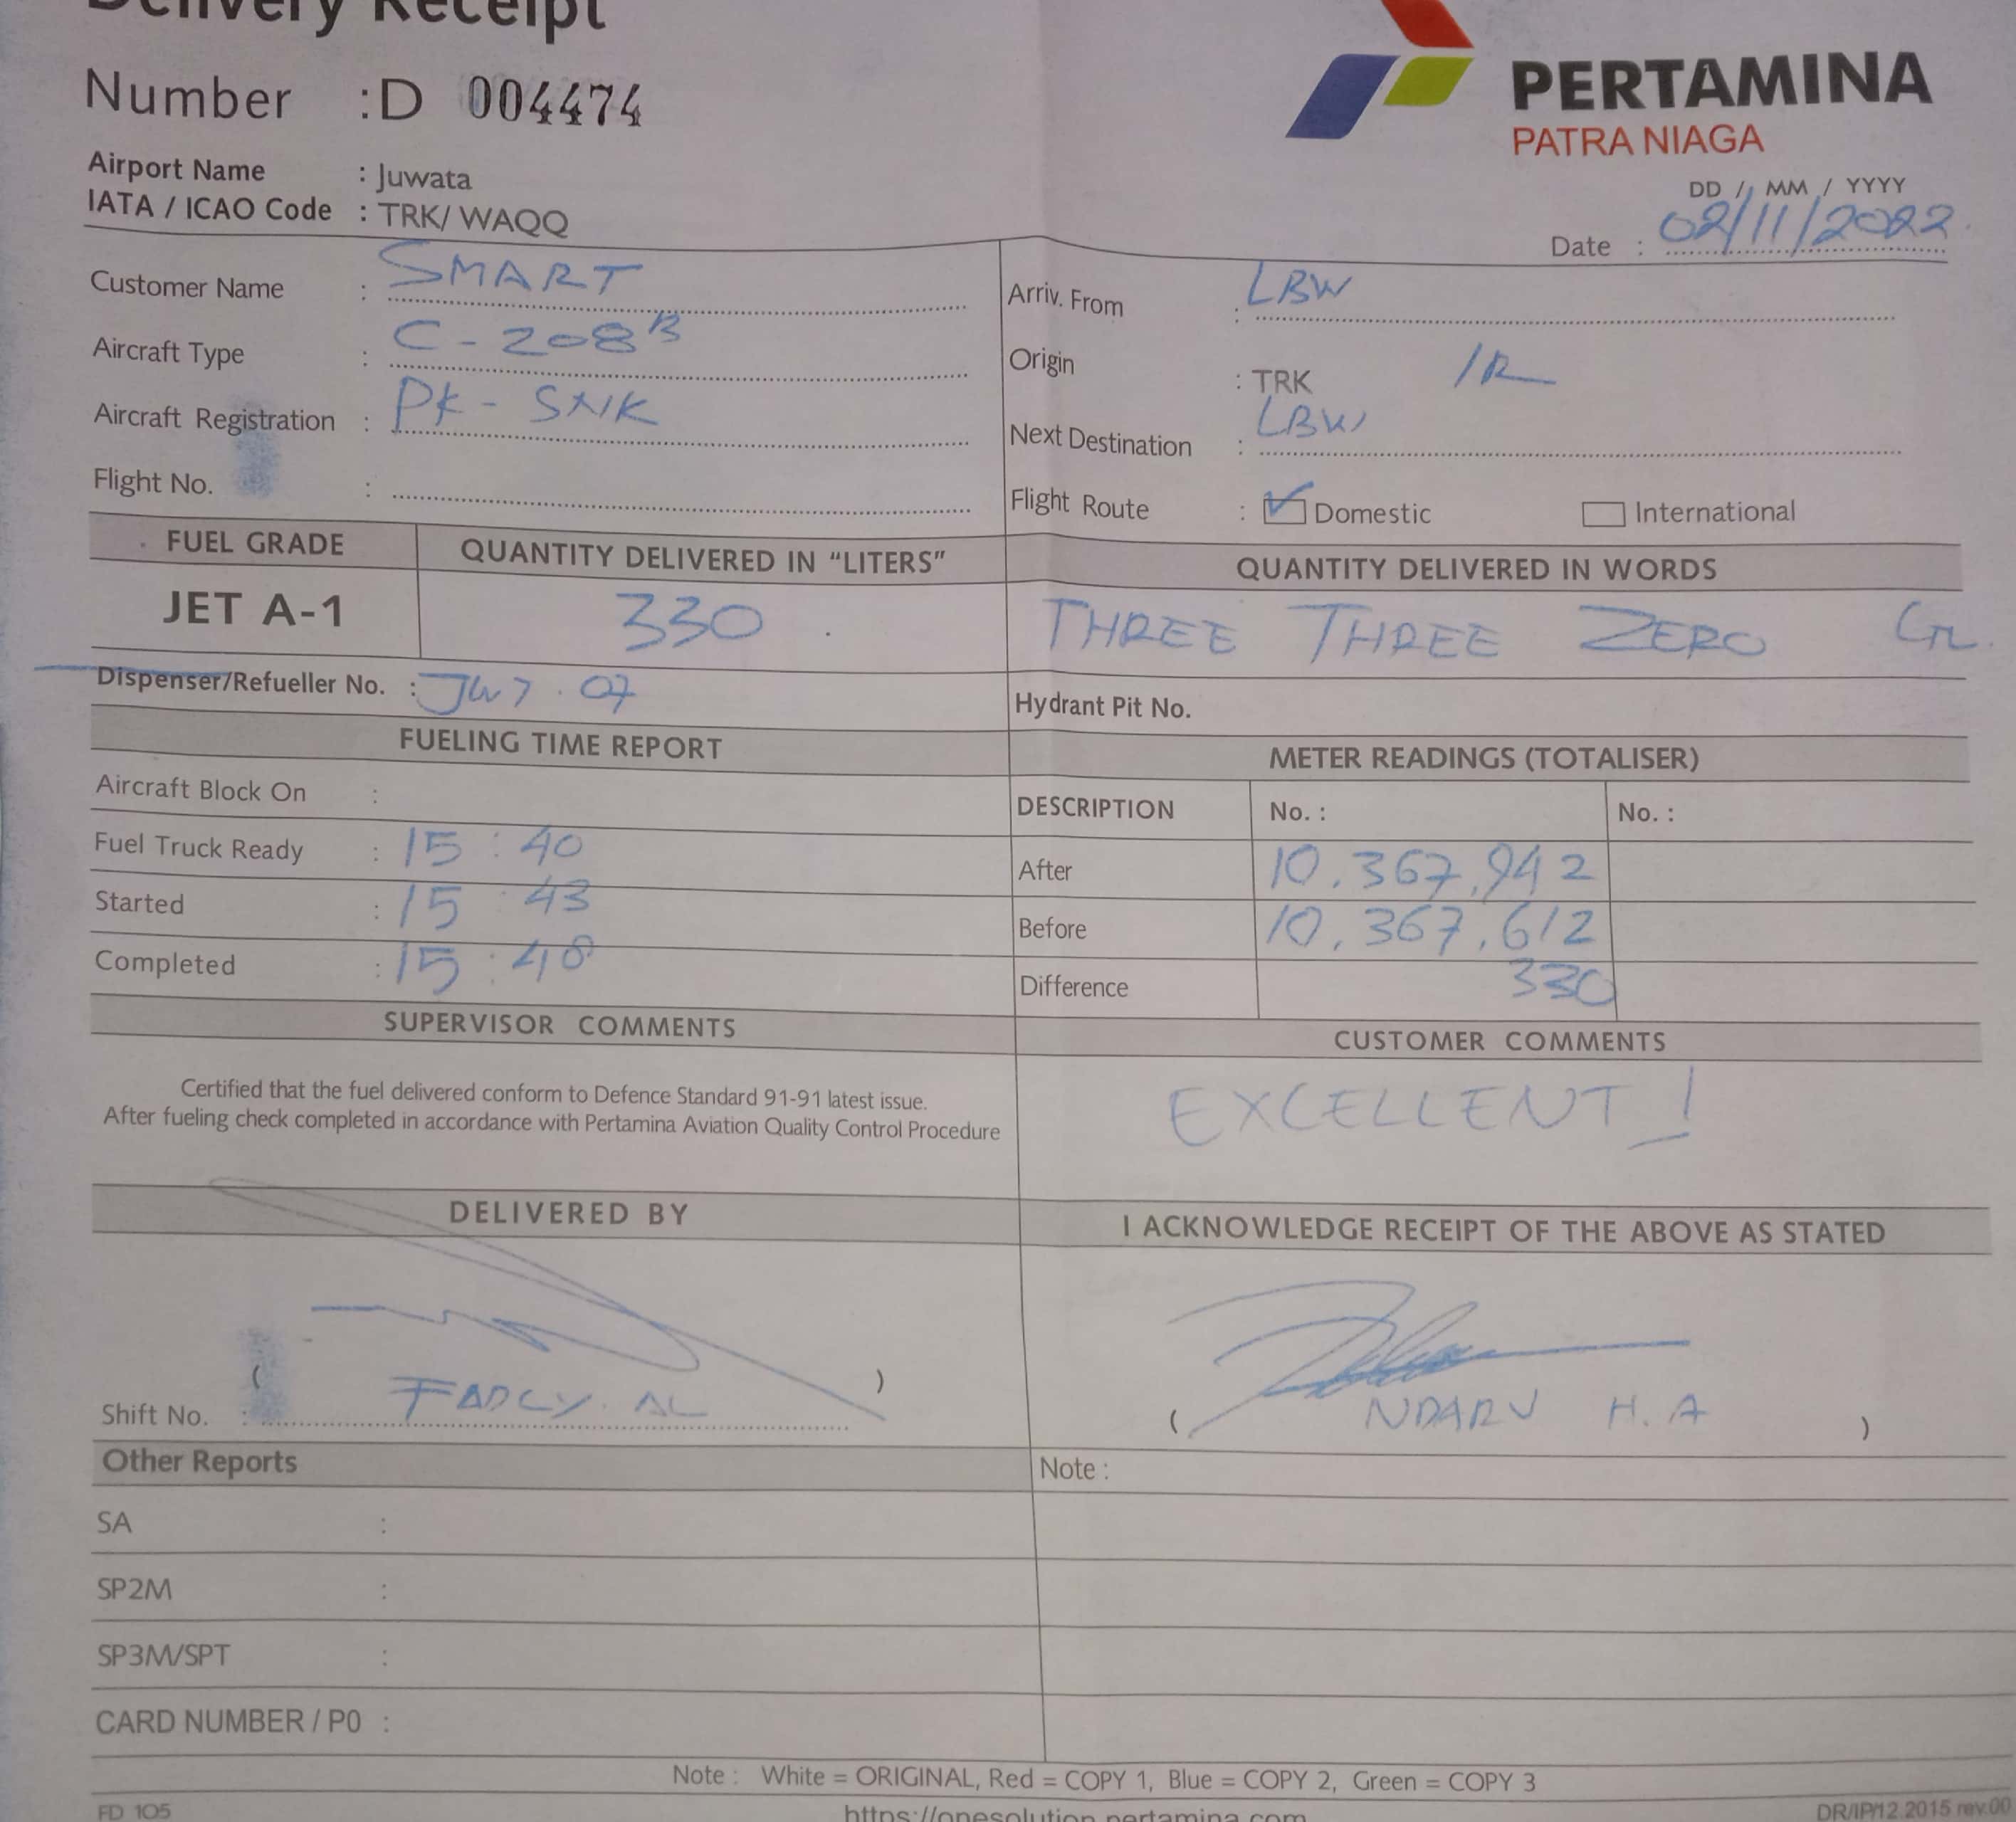 Delivery Receipt
Number : D 004474
PERTAMINA
PATRA NIAGA
Airport Name : Juwata
IATA / ICAO Code : TRK/ WAQQ
DD / MM / YYYY
Date : 02/11/2022
Customer Name : SMART
Aircraft Type : C-208B
Aircraft Registration : PK-SNK
Flight No. :
Arriv. From : LBW
Origin : TRK
Next Destination : LBW
Flight Route : Domestic International
FUEL GRADE QUANTITY DELIVERED IN “LITERS” QUANTITY DELIVERED IN WORDS
JET A-1 330 THREE THREE ZERO
Dispenser/Refueller No. : 07 Hydrant Pit No.
FUELING TIME REPORT
Aircraft Block On :
Fuel Truck Ready : 15:40
Started : 15 43
Completed : 15:48
METER READINGS (TOTALISER)
DESCRIPTION No. : No. :
After 10.367.942
Before 10.367.612
Difference 330
SUPERVISOR COMMENTS
Certified that the fuel delivered conform to Defence Standard 91-91 latest issue.
After fueling check completed in accordance with Pertamina Aviation Quality Control Procedure
CUSTOMER COMMENTS
EXCELLENT!
DELIVERED BY
( FADLY. AL )
Shift No. :
I ACKNOWLEDGE RECEIPT OF THE ABOVE AS STATED
( NDARU H.A )
Other Reports
SA :
SP2M :
SP3M/SPT :
CARD NUMBER / PO :
Note :
Note : White = ORIGINAL, Red = COPY 1, Blue = COPY 2, Green = COPY 3
FD 105 https://onesolution.pertamina.com DR/IP/12.2015 rev.00